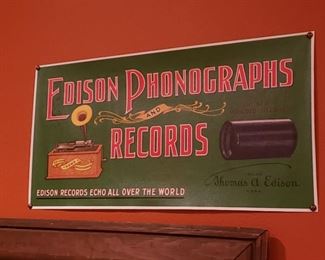 EDISON PHONOGRAPHS
AND
RECORDS
Thomas A Edison
EDISON RECORDS ECHO ALL OVER THE WORLD